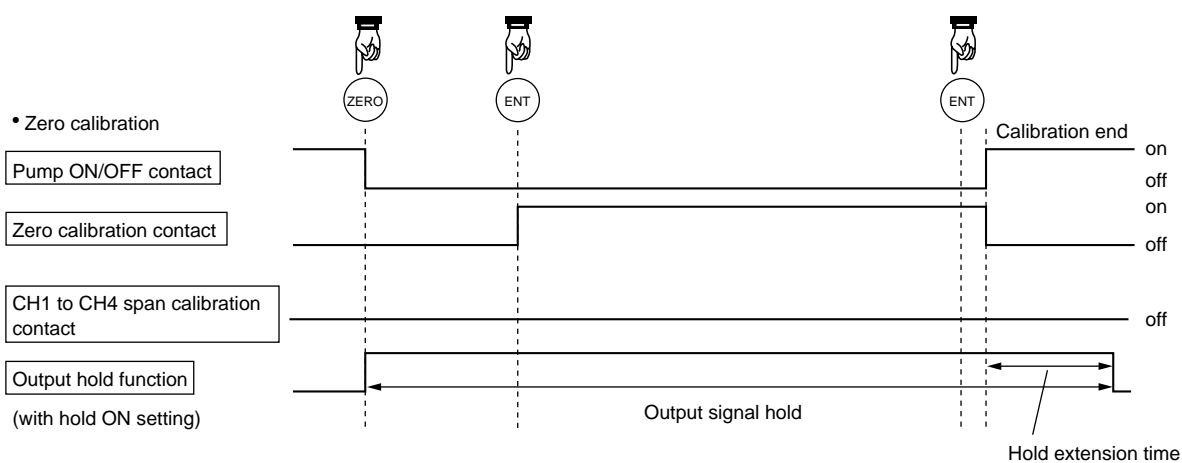 ZERO
ENT
ENT
• Zero calibration
Calibration end
Pump ON/OFF contact
on
off
Zero calibration contact
on
off
CH1 to CH4 span calibration
contact
off
Output hold function
(with hold ON setting)
Output signal hold
Hold extension time